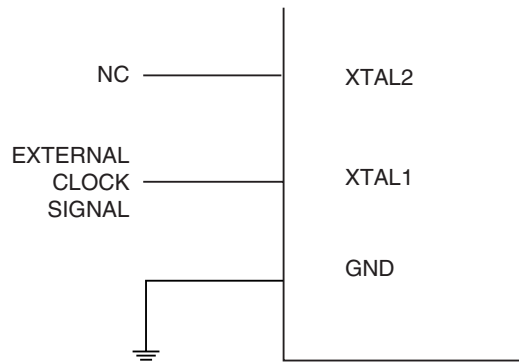 NC
XTAL2
EXTERNAL
CLOCK
SIGNAL
XTAL1
GND